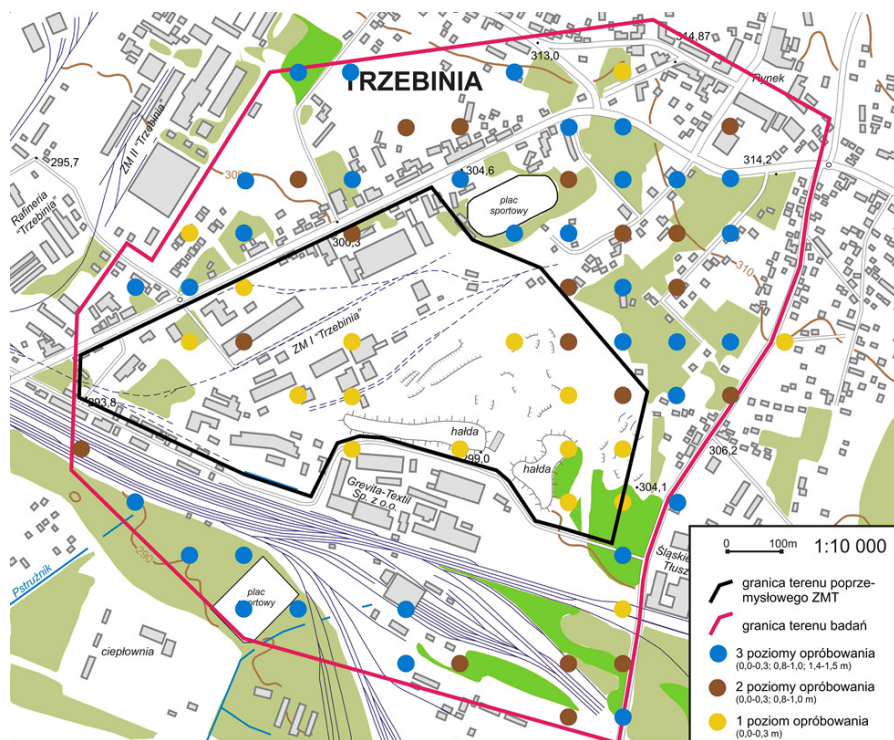 314,87
313,0
TRZEBINIA
Rynek
ZM II "Trzebinia"
295,7
300
304,6
314,2
Rafineria
"Trzebinia"
plac
sportowy
300,3
310
ZM I "Trzebinia"
293,8
hałda
299,0
hałda
306,2
304,1
Grevita-Textil
Sp. z o.o.
290
Pstrużnik
plac
sportowy
ciepłownia
Śląskie
Tłusz
0 100m 1:10 000
granica terenu poprze-
mysłowego ZMT
granica terenu badań
3 poziomy opróbowania
(0,0-0,3; 0,8-1,0; 1,4-1,5 m)
2 poziomy opróbowania
(0,0-0,3; 0,8-1,0 m)
1 poziom opróbowania
(0,0-0,3 m)